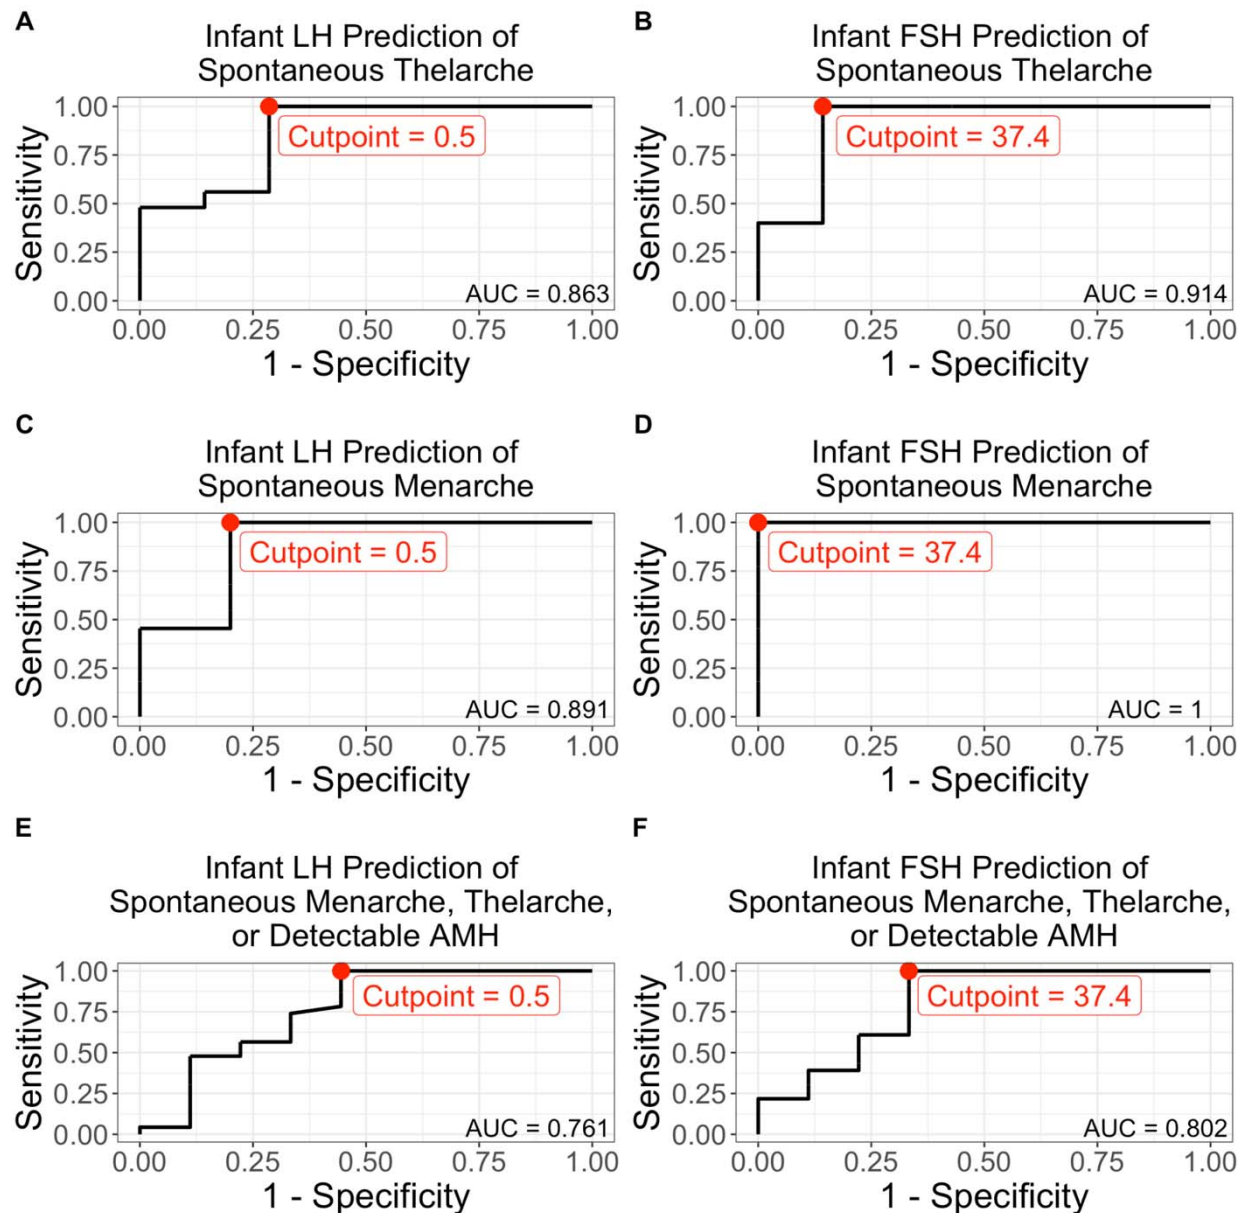 A
Infant LH Prediction of
Spontaneous Thelarche
Sensitivity
1.00
0.75
0.50
0.25
0.00
Cutpoint = 0.5
AUC = 0.863
0.00 0.25 0.50 0.75 1.00
1 - Specificity
B
Infant FSH Prediction of
Spontaneous Thelarche
Sensitivity
1.00
0.75
0.50
0.25
0.00
Cutpoint = 37.4
AUC = 0.914
0.00 0.25 0.50 0.75 1.00
1 - Specificity
C
Infant LH Prediction of
Spontaneous Menarche
Sensitivity
1.00
0.75
0.50
0.25
0.00
Cutpoint = 0.5
AUC = 0.891
0.00 0.25 0.50 0.75 1.00
1 - Specificity
D
Infant FSH Prediction of
Spontaneous Menarche
Sensitivity
1.00
0.75
0.50
0.25
0.00
Cutpoint = 37.4
AUC = 1
0.00 0.25 0.50 0.75 1.00
1 - Specificity
E
Infant LH Prediction of
Spontaneous Menarche, Thelarche,
or Detectable AMH
Sensitivity
1.00
0.75
0.50
0.25
0.00
Cutpoint = 0.5
AUC = 0.761
0.00 0.25 0.50 0.75 1.00
1 - Specificity
F
Infant FSH Prediction of
Spontaneous Menarche, Thelarche,
or Detectable AMH
Sensitivity
1.00
0.75
0.50
0.25
0.00
Cutpoint = 37.4
AUC = 0.802
0.00 0.25 0.50 0.75 1.00
1 - Specificity